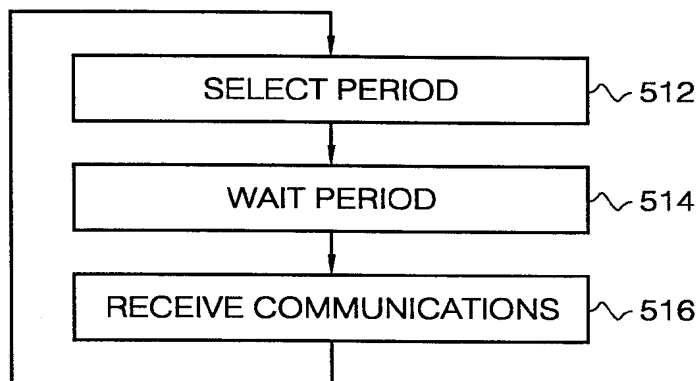 SELECT PERIOD 512
WAIT PERIOD 514
RECEIVE COMMUNICATIONS 516